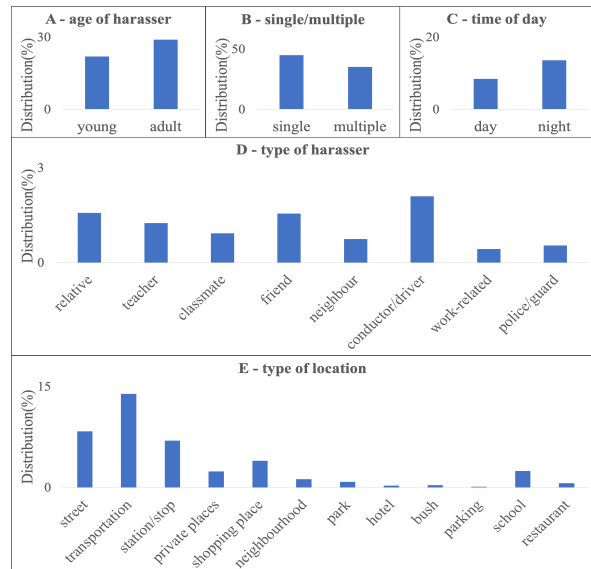 A - age of harasser
Distribution(%)
30
0
young
adult
B - single/multiple
Distribution(%)
50
0
single
multiple
C - time of day
Distribution(%)
20
0
day
night
D - type of harasser
Distribution(%)
3
0
relative
teacher
classmate
friend
neighbour
conductor/driver
work-related
police/guard
E - type of location
Distribution(%)
15
0
street
transportation
station/stop
private places
shopping place
neighbourhood
park
hotel
bush
parking
school
restaurant